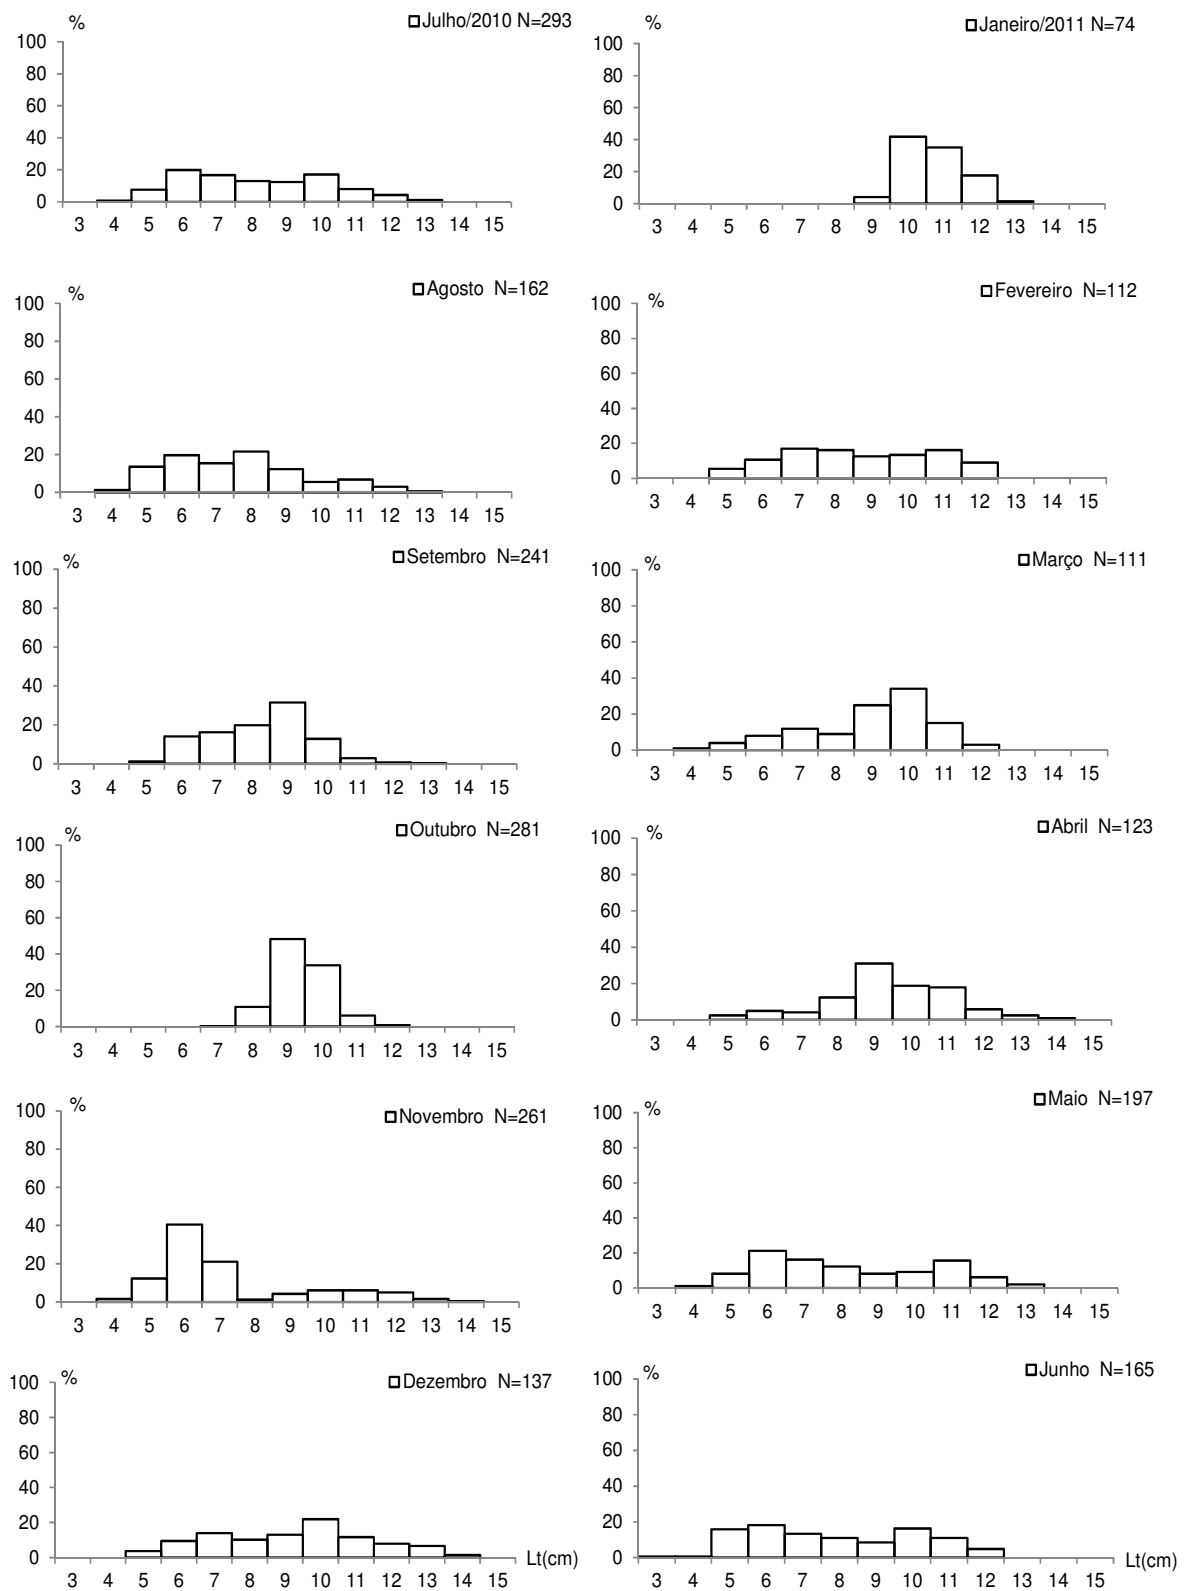 % Julho/2010 N=293
100
80
60
40
20
0
3 4 5 6 7 8 9 10 11 12 13 14 15
% Agosto N=162
100
80
60
40
20
0
3 4 5 6 7 8 9 10 11 12 13 14 15
% Setembro N=241
100
80
60
40
20
0
3 4 5 6 7 8 9 10 11 12 13 14 15
% Outubro N=281
100
80
60
40
20
0
3 4 5 6 7 8 9 10 11 12 13 14 15
% Novembro N=261
100
80
60
40
20
0
3 4 5 6 7 8 9 10 11 12 13 14 15
% Dezembro N=137
100
80
60
40
20
0 Lt(cm)
3 4 5 6 7 8 9 10 11 12 13 14 15
% Janeiro/2011 N=74
100
80
60
40
20
0
3 4 5 6 7 8 9 10 11 12 13 14 15
% Fevereiro N=112
100
80
60
40
20
0
3 4 5 6 7 8 9 10 11 12 13 14 15
% Março N=111
100
80
60
40
20
0
3 4 5 6 7 8 9 10 11 12 13 14 15
% Abril N=123
100
80
60
40
20
0
3 4 5 6 7 8 9 10 11 12 13 14 15
% Maio N=197
100
80
60
40
20
0
3 4 5 6 7 8 9 10 11 12 13 14 15
% Junho N=165
100
80
60
40
20
0 Lt(cm)
3 4 5 6 7 8 9 10 11 12 13 14 15